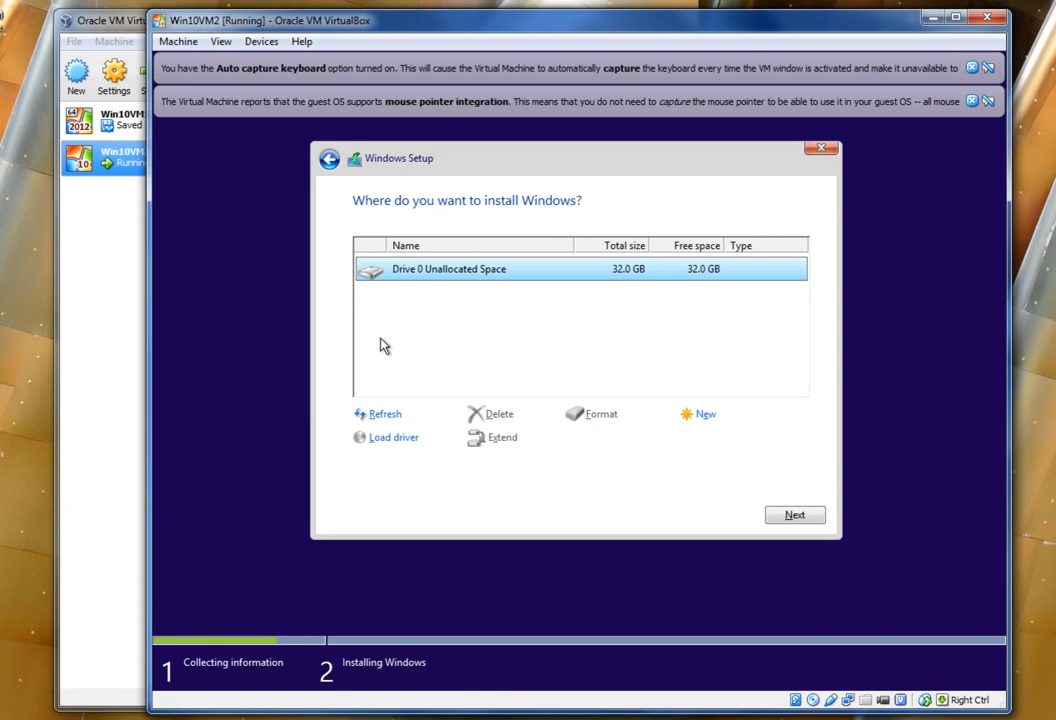 Oracle VM Virtu
File Machine
New Settings S
64 2012 Win10VM
Saved
10 Win10VM
Running
Win10VM2 [Running] - Oracle VM VirtualBox
Machine View Devices Help
You have the Auto capture keyboard option turned on. This will cause the Virtual Machine to automatically capture the keyboard every time the VM window is activated and make it unavailable to
The Virtual Machine reports that the guest OS supports mouse pointer integration. This means that you do not need to capture the mouse pointer to be able to use it in your guest OS -- all mouse
Windows Setup
Where do you want to install Windows?
Name Total size Free space Type
Drive 0 Unallocated Space 32.0 GB 32.0 GB
Refresh Delete Format New
Load driver Extend
Next
1 Collecting information 2 Installing Windows
Right Ctrl